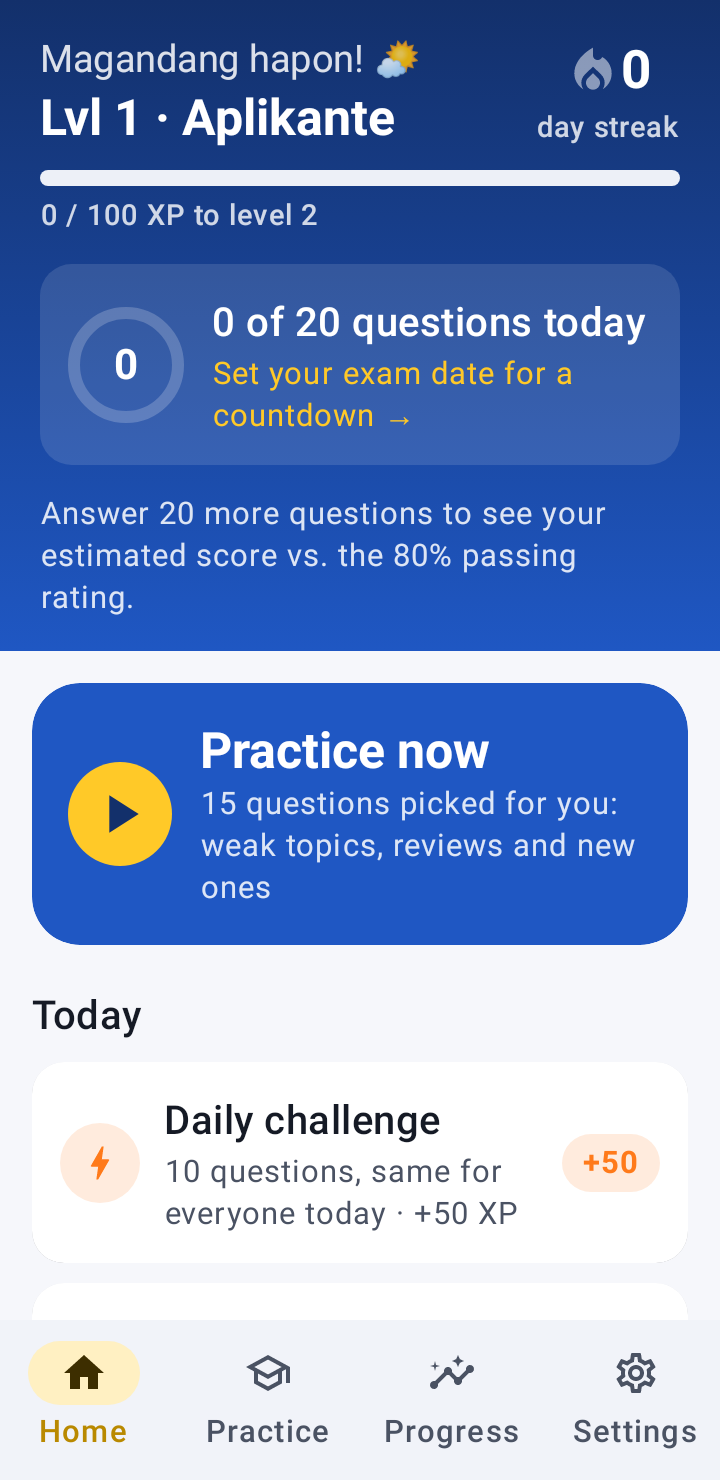 Magandang hapon! 🌤️
Lvl 1 · Aplikante
0
day streak
0 / 100 XP to level 2
0
0 of 20 questions today
Set your exam date for a
countdown →
Answer 20 more questions to see your
estimated score vs. the 80% passing
rating.
Practice now
15 questions picked for you:
weak topics, reviews and new
ones
Today
Daily challenge
10 questions, same for
everyone today · +50 XP
+50
Home
Practice
Progress
Settings